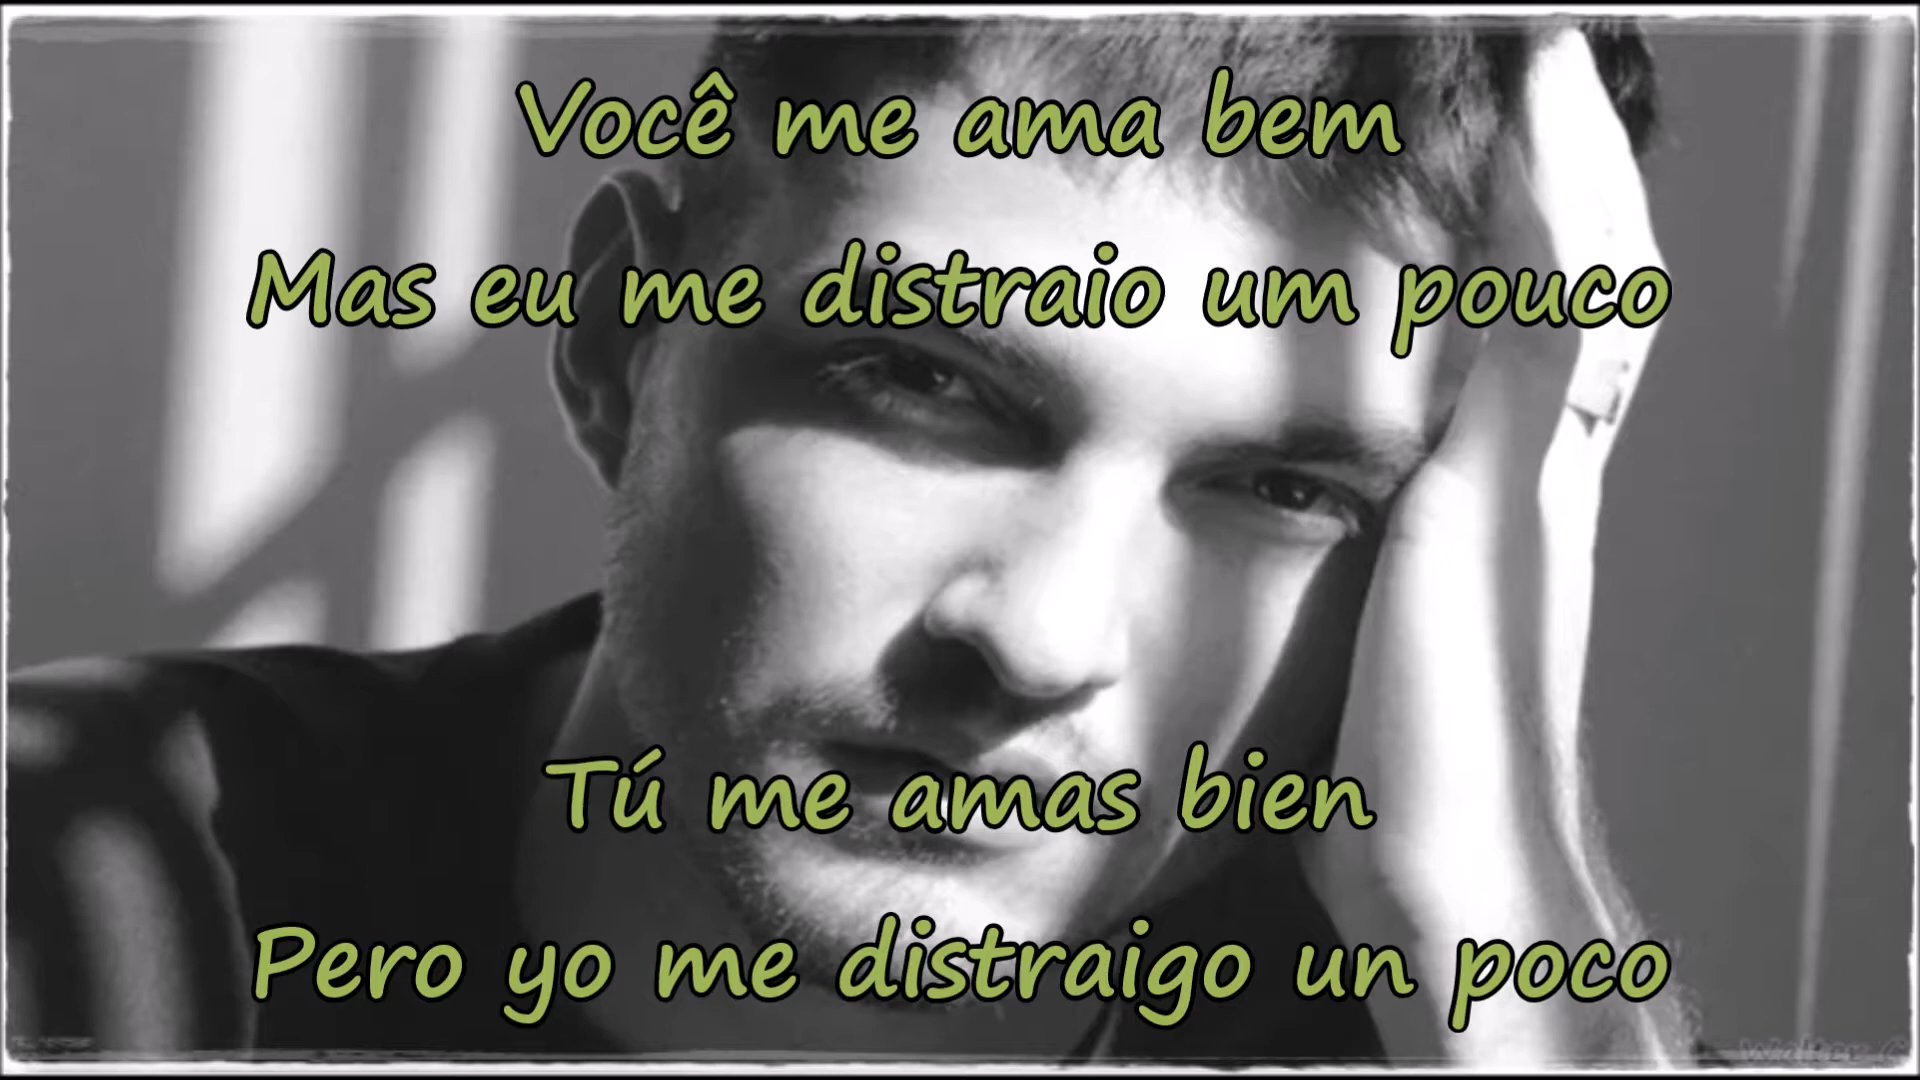 Você me ama bem
Mas eu me distraio um pouco
Tú me amas bien
Pero yo me distraigo un poco